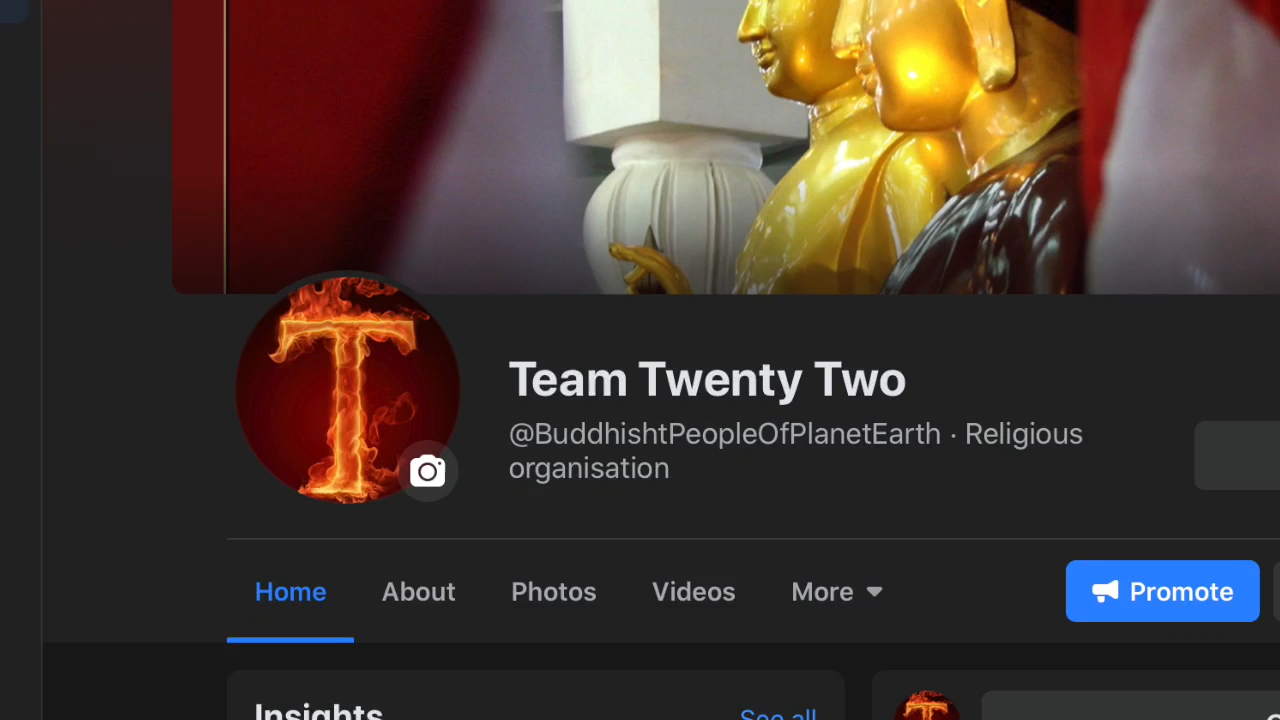 T
Team Twenty Two
@BuddhishtPeopleOfPlanetEarth · Religious
organisation
Home About Photos Videos More Promote
Insights See all